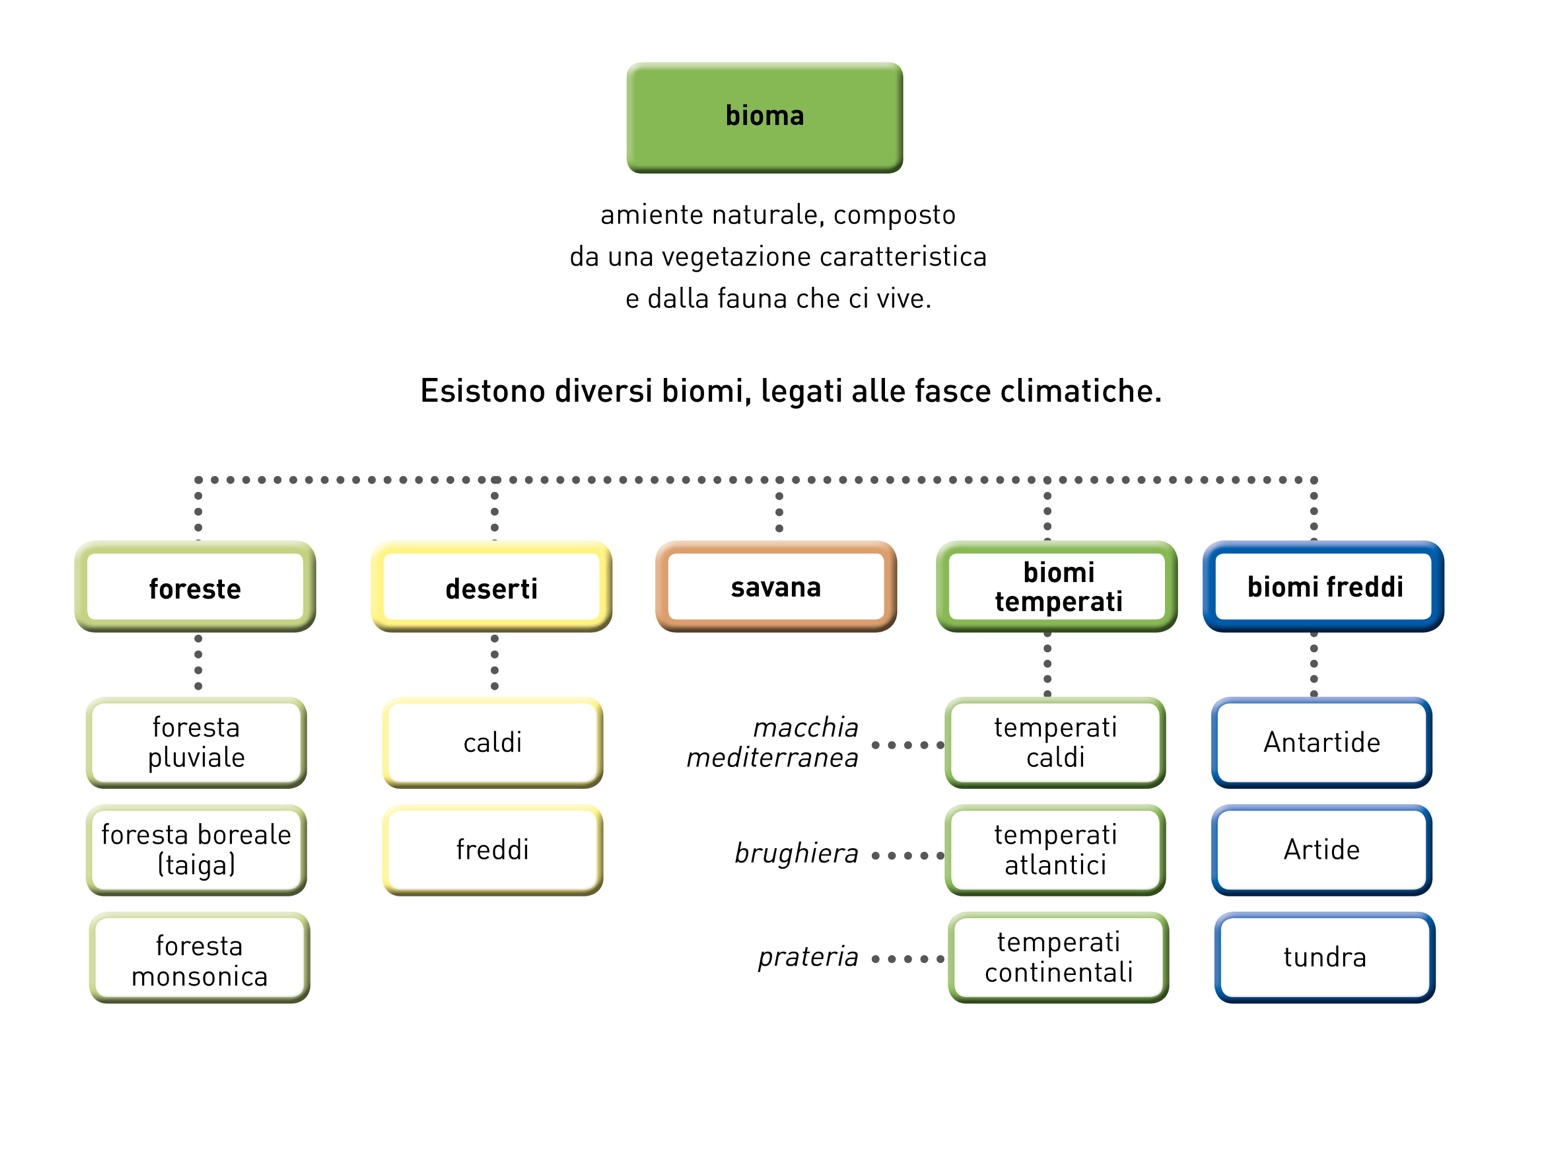 bioma
amiente naturale, composto
da una vegetazione caratteristica
e dalla fauna che ci vive.
Esistono diversi biomi, legati alle fasce climatiche.
foreste
deserti
savana
biomi
temperati
biomi freddi
foresta
pluviale
caldi
macchia
mediterranea
temperati
caldi
Antartide
foresta boreale
(taiga)
freddi
brughiera
temperati
atlantici
Artide
foresta
monsonica
prateria
temperati
continentali
tundra